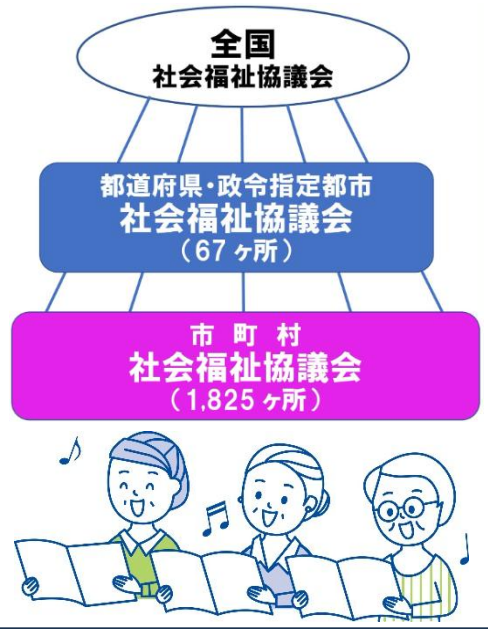 全国
社会福祉協議会
都道府県・政令指定都市
社会福祉協議会
(67ヶ所)
市町村
社会福祉協議会
(1,825ヶ所)